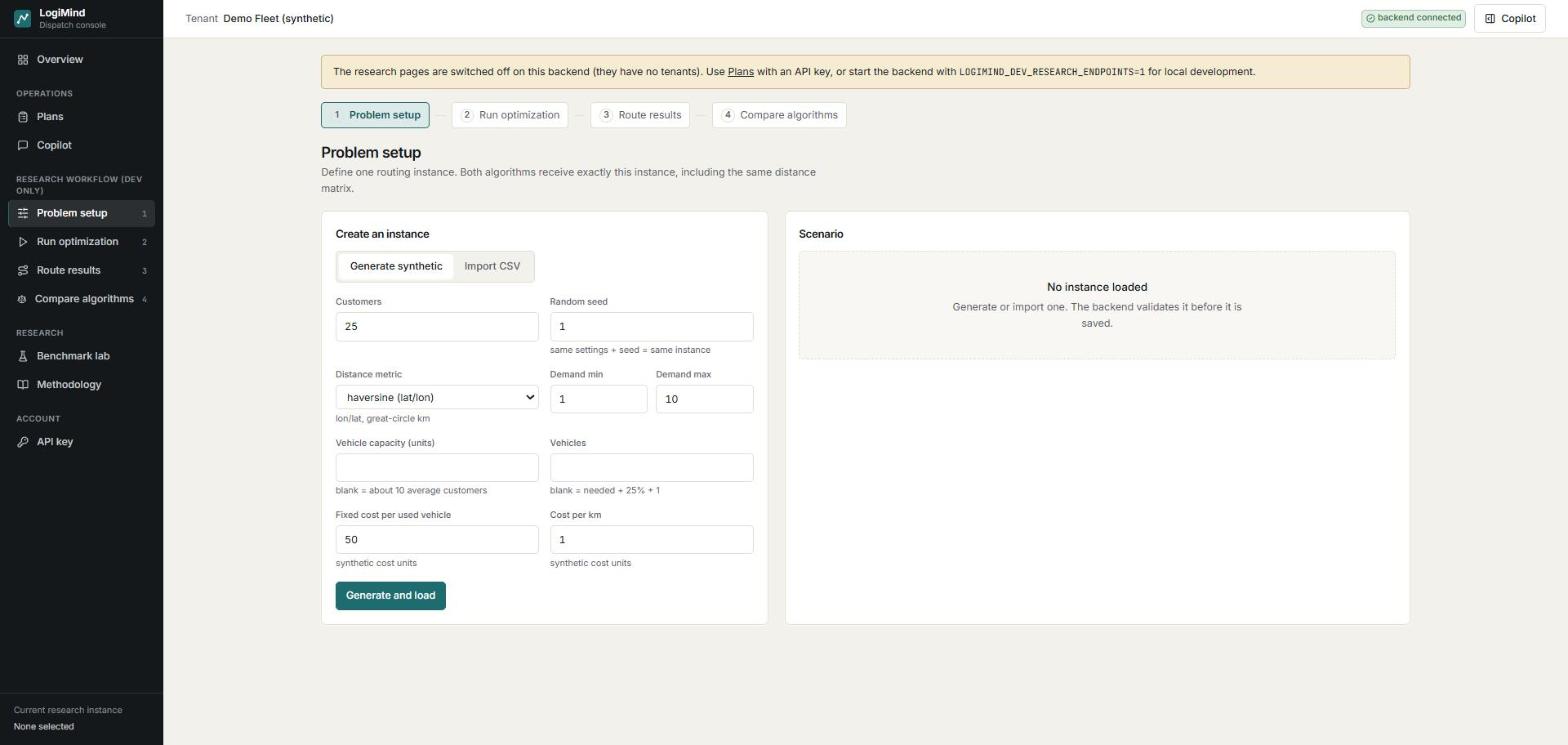 LogiMind
Dispatch console
Overview
OPERATIONS
Plans
Copilot
RESEARCH WORKFLOW (DEV
ONLY)
Problem setup 1
Run optimization 2
Route results 3
Compare algorithms 4
RESEARCH
Benchmark lab
Methodology
ACCOUNT
API key
Current research instance
None selected
Tenant Demo Fleet (synthetic)
backend connected
Copilot
The research pages are switched off on this backend (they have no tenants). Use Plans with an API key, or start the backend with LOGIMIND_DEV_RESEARCH_ENDPOINTS=1 for local development.
1 Problem setup 2 Run optimization 3 Route results 4 Compare algorithms
Problem setup
Define one routing instance. Both algorithms receive exactly this instance, including the same distance
matrix.
Create an instance
Generate synthetic Import CSV
Customers Random seed
25 1
same settings + seed = same instance
Distance metric Demand min Demand max
haversine (lat/lon) 1 10
lon/lat, great-circle km
Vehicle capacity (units) Vehicles
blank = about 10 average customers blank = needed + 25% + 1
Fixed cost per used vehicle Cost per km
50 1
synthetic cost units synthetic cost units
Generate and load
Scenario
No instance loaded
Generate or import one. The backend validates it before it is
saved.